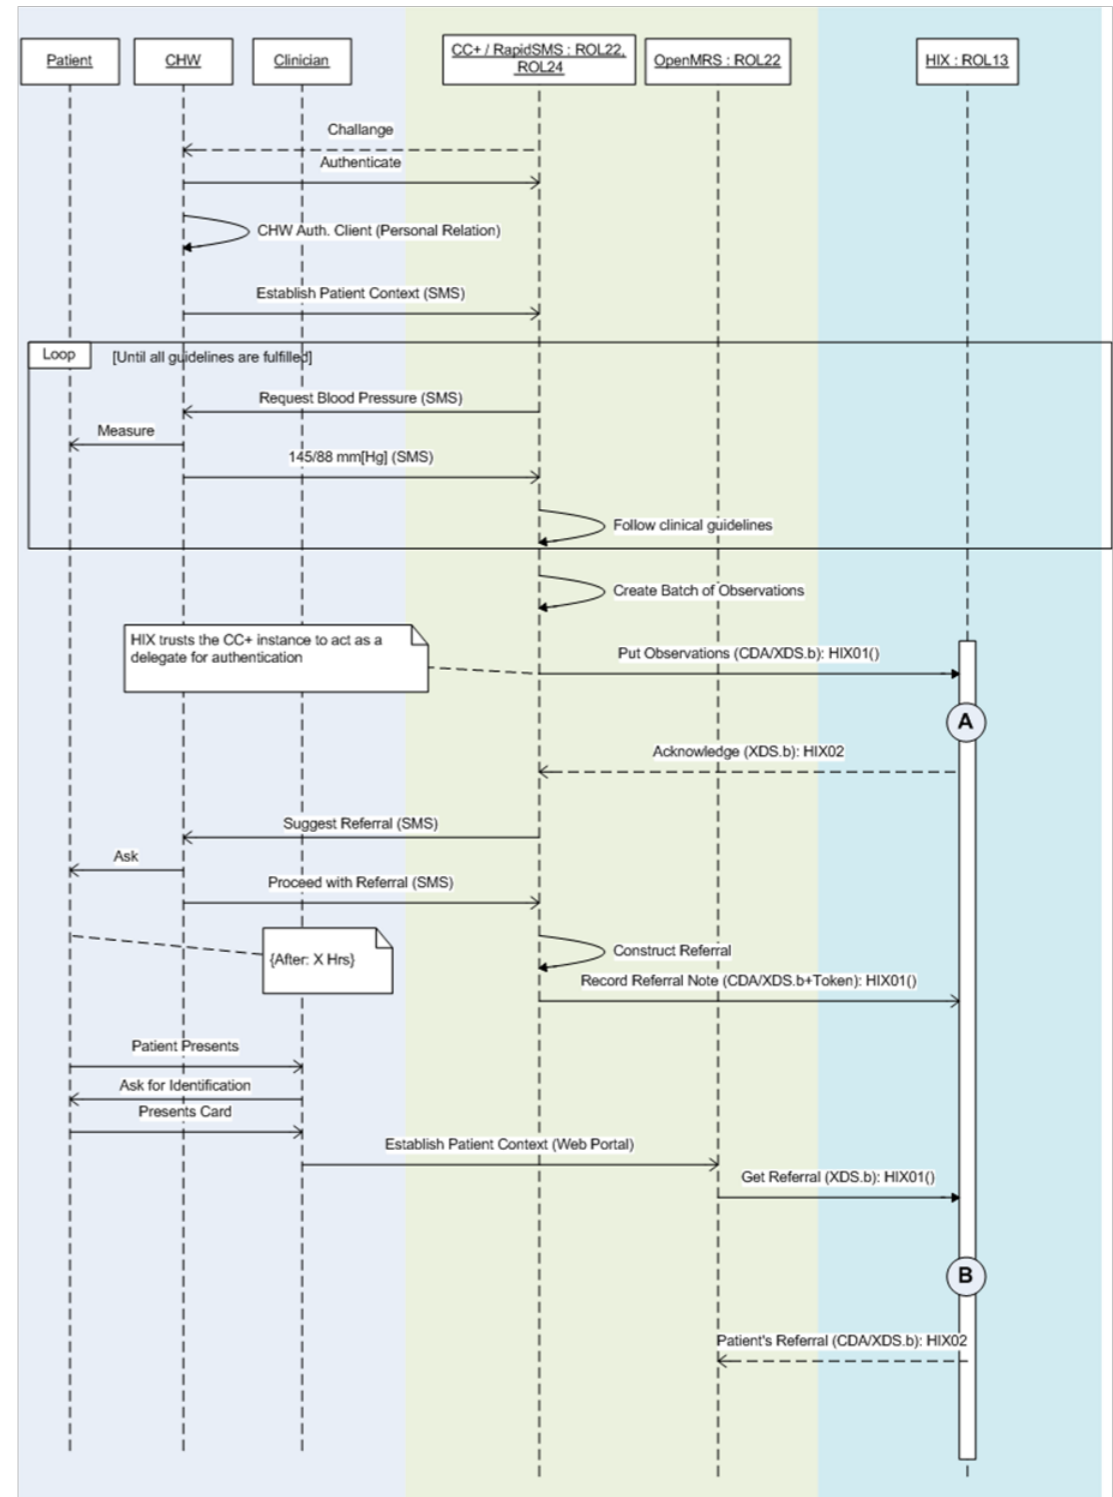 Patient
CHW
Clinician
CC+ / RapidSMS : ROL22,
ROL24
OpenMRS : ROL22
HIX : ROL13
Challange
Authenticate
CHW Auth. Client (Personal Relation)
Establish Patient Context (SMS)
Loop
[Until all guidelines are fulfilled]
Request Blood Pressure (SMS)
Measure
145/88 mm[Hg] (SMS)
Follow clinical guidelines
Create Batch of Observations
HIX trusts the CC+ instance to act as a
delegate for authentication
Put Observations (CDA/XDS.b): HIX01()
A
Acknowledge (XDS.b): HIX02
Suggest Referral (SMS)
Ask
Proceed with Referral (SMS)
{After: X Hrs}
Construct Referral
Record Referral Note (CDA/XDS.b+Token): HIX01()
Patient Presents
Ask for Identification
Presents Card
Establish Patient Context (Web Portal)
Get Referral (XDS.b): HIX01()
B
Patient's Referral (CDA/XDS.b): HIX02